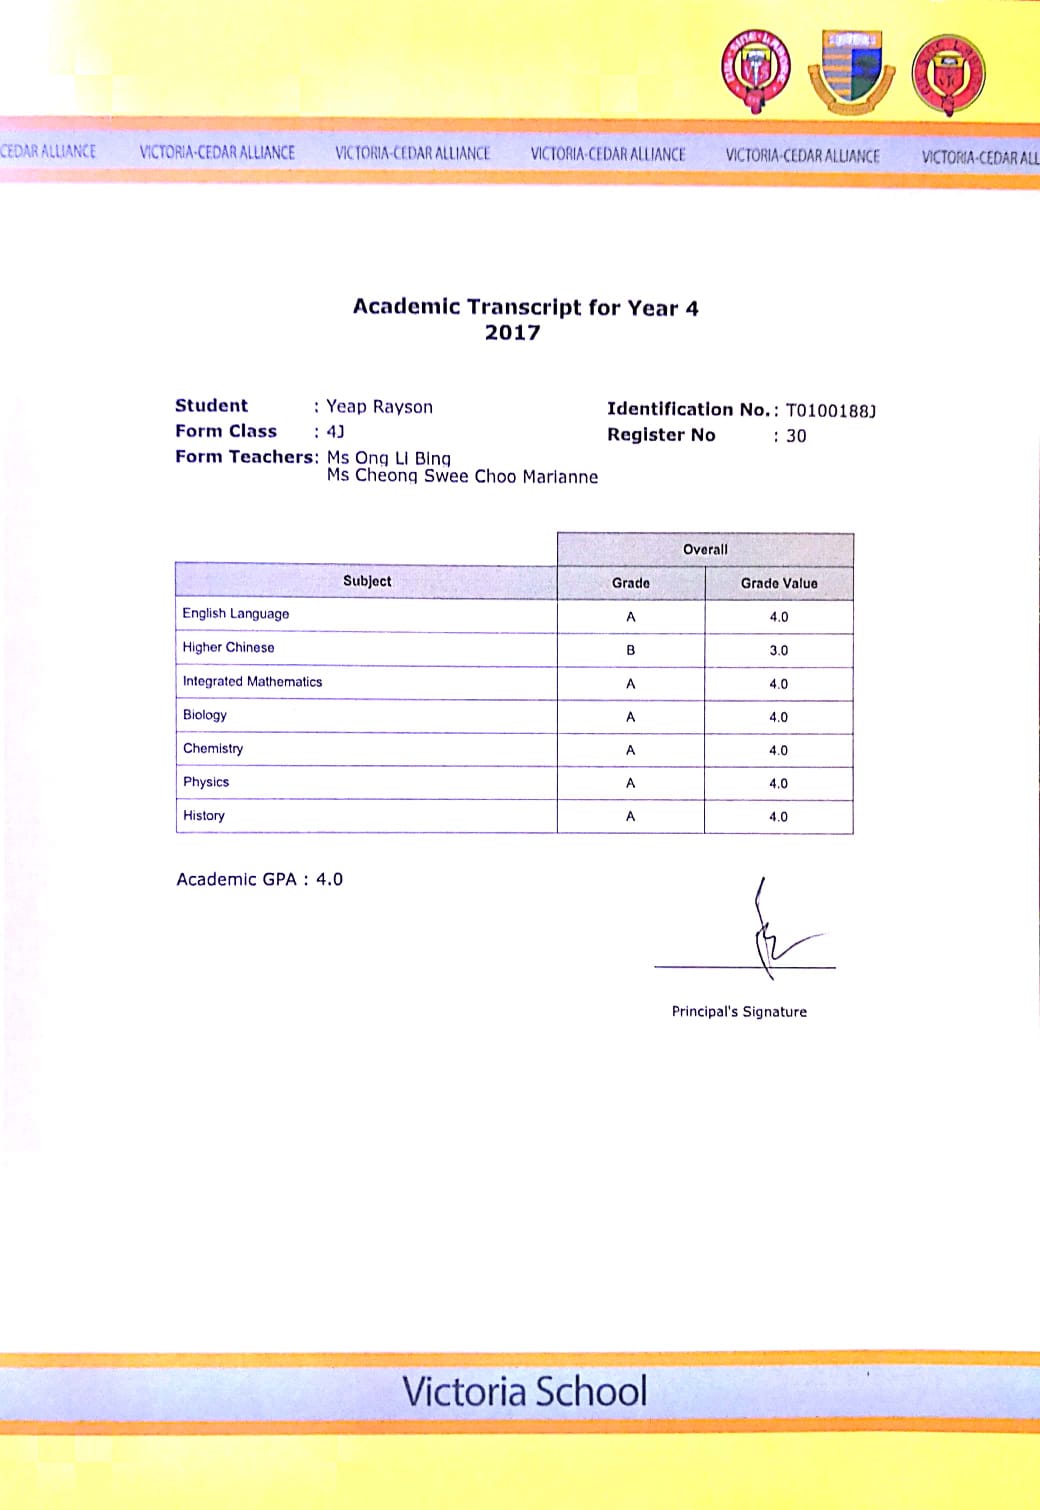 CEDAR ALLIANCE VICTORIA-CEDAR ALLIANCE VICTORIA-CEDAR ALLIANCE VICTORIA-CEDAR ALLIANCE VICTORIA-CEDAR ALLIANCE VICTORIA-CEDAR ALL
Academic Transcript for Year 4
2017
Student : Yeap Rayson Identification No. : T0100188J
Form Class : 4J Register No : 30
Form Teachers: Ms Ong Li Bing
Ms Cheong Swee Choo Marianne
Overall
Subject Grade Grade Value
English Language A 4.0
Higher Chinese B 3.0
Integrated Mathematics A 4.0
Biology A 4.0
Chemistry A 4.0
Physics A 4.0
History A 4.0
Academic GPA : 4.0
Principal's Signature
Victoria School